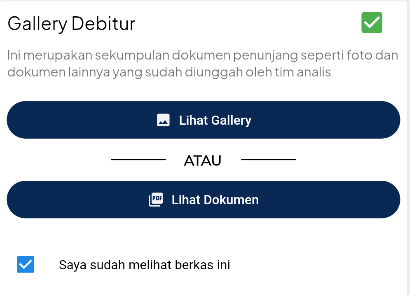 Gallery Debitur
Ini merupakan sekumpulan dokumen penunjang seperti foto dan
dokumen lainnya yang sudah diunggah oleh tim analis
Lihat Gallery
ATAU
PDF
Lihat Dokumen
Saya sudah melihat berkas ini